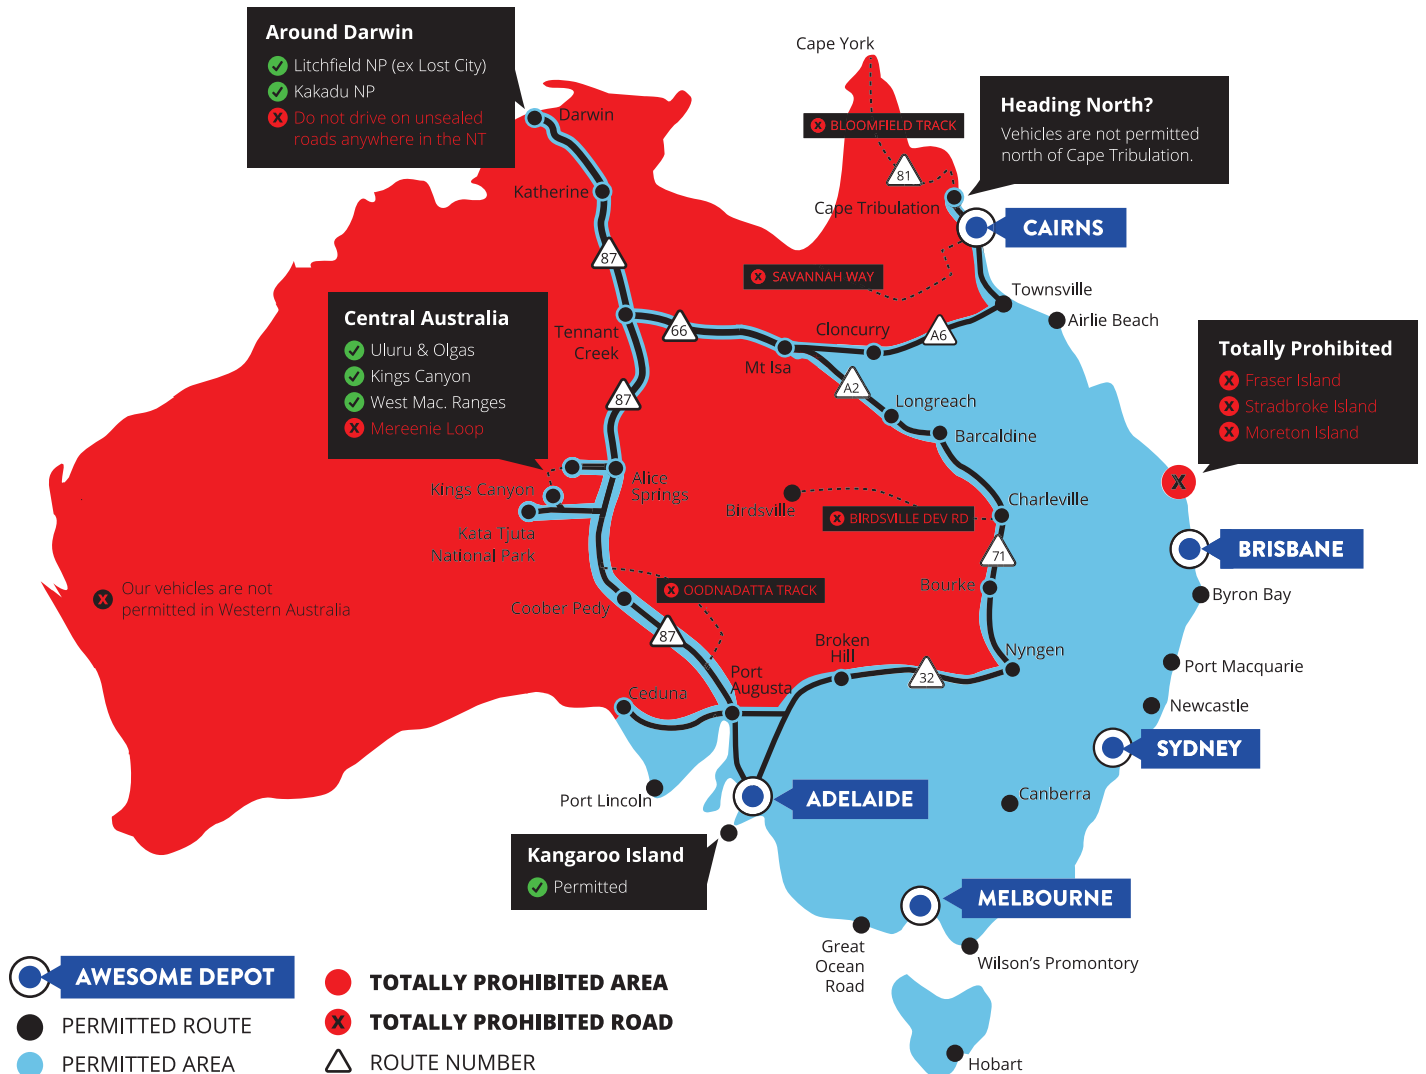 Around Darwin
Litchfield NP (ex Lost City)
Kakadu NP
Do not drive on unsealed
roads anywhere in the NT
Darwin
Katherine
87
Cape York
BLOOMFIELD TRACK
81
Heading North?
Vehicles are not permitted
north of Cape Tribulation.
Cape Tribulation
CAIRNS
SAVANNAH WAY
Townsville
Airlie Beach
Central Australia
Uluru & Olgas
Kings Canyon
West Mac. Ranges
Mereenie Loop
Tennant
Creek
66
Mt Isa
Cloncurry
A6
87
A2
Longreach
Barcaldine
Totally Prohibited
Fraser Island
Stradbroke Island
Moreton Island
X
Kings Canyon
Alice
Springs
Kata Tjuta
National Park
Birdsville
BIRDSVILLE DEV RD
Charleville
71
BRISBANE
Byron Bay
Our vehicles are not
permitted in Western Australia
Coober Pedy
OODNADATTA TRACK
87
Bourke
Broken
Hill
32
Nyngen
Port Macquarie
Newcastle
Port
Augusta
Ceduna
SYDNEY
Port Lincoln
ADELAIDE
Canberra
Kangaroo Island
Permitted
MELBOURNE
Great
Ocean
Road
Wilson's Promontory
Hobart
AWESOME DEPOT
PERMITTED ROUTE
PERMITTED AREA
TOTALLY PROHIBITED AREA
X TOTALLY PROHIBITED ROAD
ROUTE NUMBER